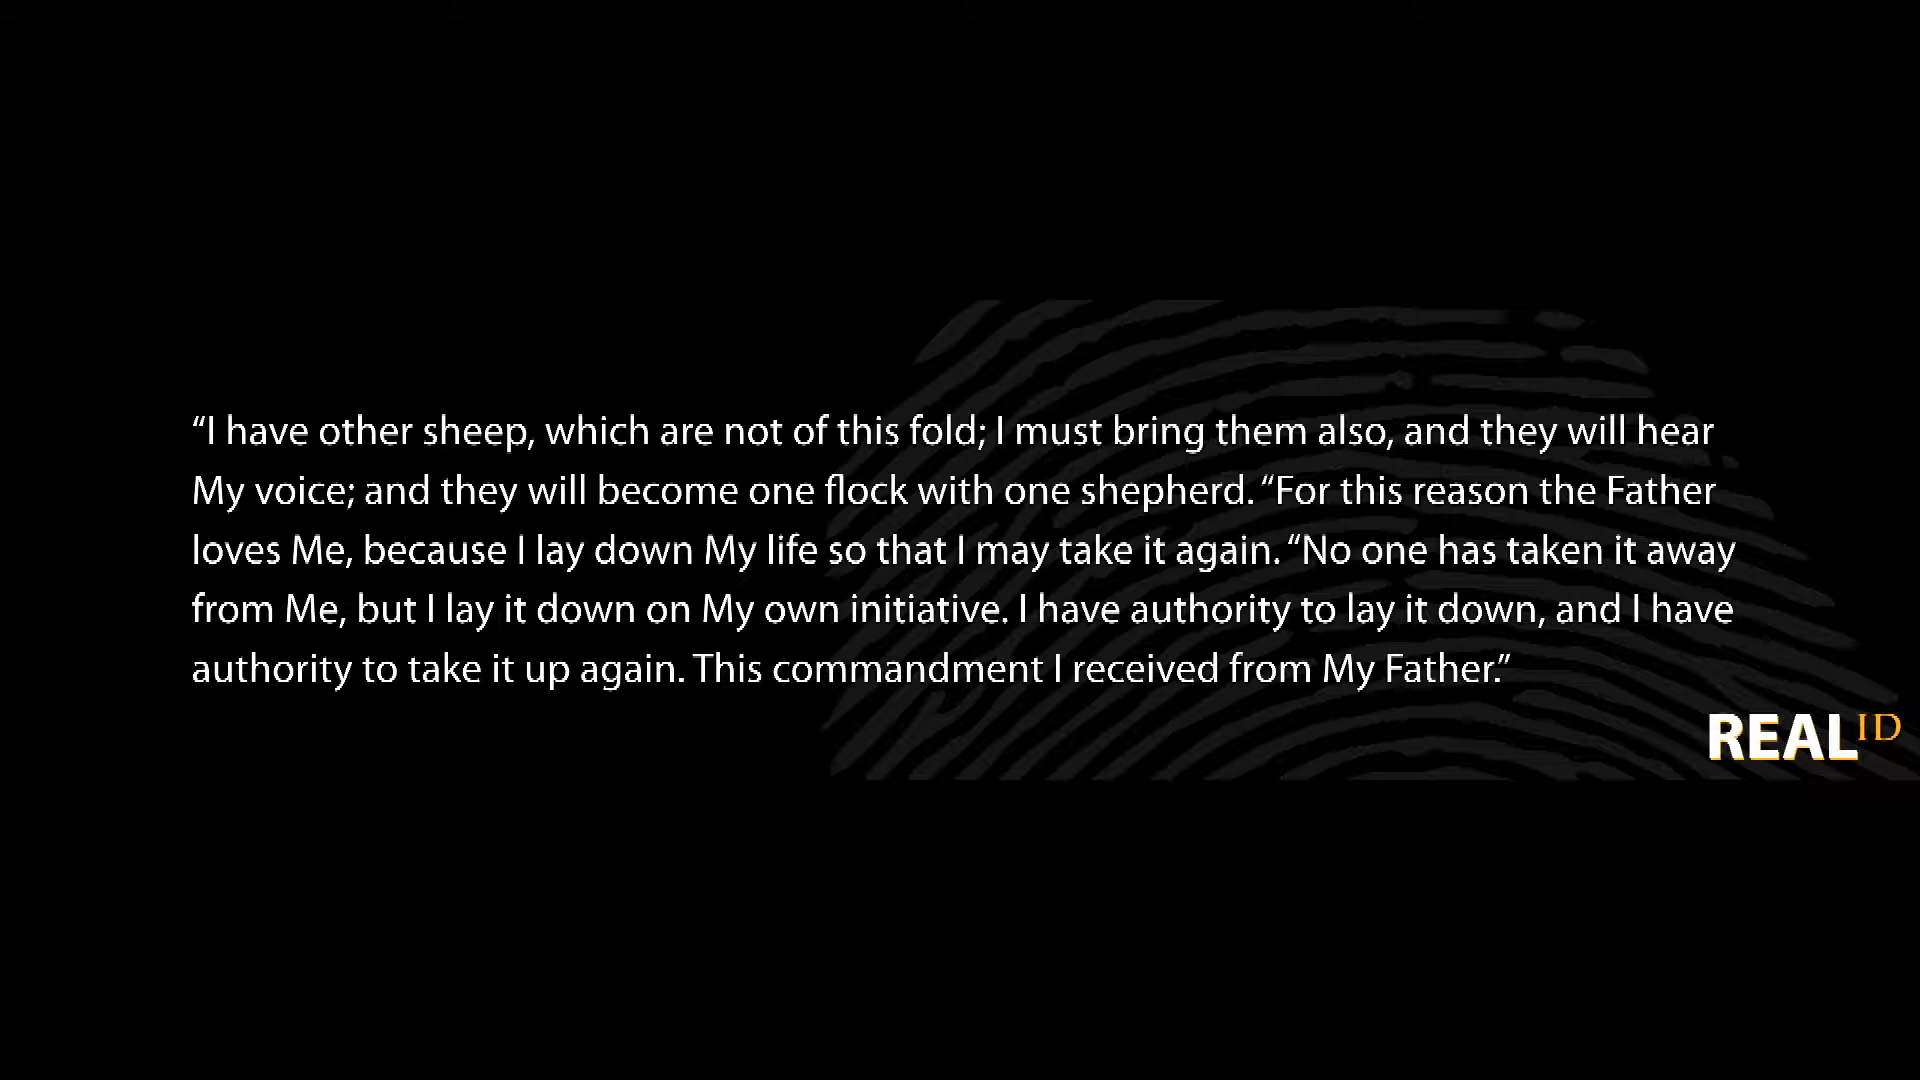 “I have other sheep, which are not of this fold; I must bring them also, and they will hear
My voice; and they will become one flock with one shepherd. “For this reason the Father
loves Me, because I lay down My life so that I may take it again. “No one has taken it away
from Me, but I lay it down on My own initiative. I have authority to lay it down, and I have
authority to take it up again. This commandment I received from My Father.”
REAL ID